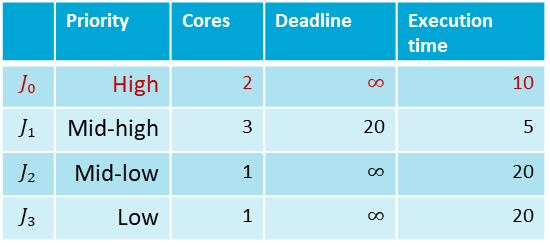 Priority Cores Deadline Execution time
J₀ High 2 ∞ 10
J₁ Mid-high 3 20 5
J₂ Mid-low 1 ∞ 20
J₃ Low 1 ∞ 20